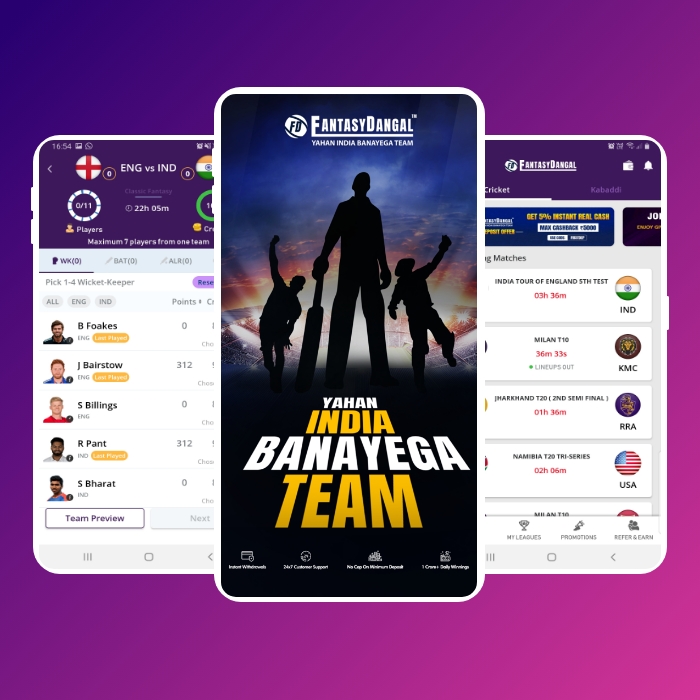 16:54
ENG vs IND
0
0
Classic Fantasy
22h 05m
0/11
Players
Maximum 7 players from one team
WK(0)
BAT(0)
ALR(0)
Pick 1-4 Wicket-Keeper
ALL
ENG
IND
Points
B Foakes
0
ENG
Last Played
J Bairstow
312
ENG
Last Played
S Billings
0
ENG
R Pant
312
IND
Last Played
S Bharat
0
IND
Team Preview
Next
FD FANTASYDANGAL™
YAHAN INDIA BANAYEGA TEAM
YAHAN
INDIA
BANAYEGA
TEAM
Instant Withdrawals
24x7 Customer Support
No Cap On Minimum Deposit
1 Crore+ Daily Winnings
FD FANTASYDANGAL
Cricket
Kabaddi
GET 5% INSTANT REAL CASH
MAX CASHBACK ₹5000
Matches
INDIA TOUR OF ENGLAND 5TH TEST
03h 36m
IND
MILAN T10
36m 33s
LINEUPS OUT
KMC
JHARKHAND T20 ( 2ND SEMI FINAL )
01h 36m
RRA
NAMIBIA T20 TRI-SERIES
02h 06m
USA
MILAN T10
MY LEAGUES
PROMOTIONS
REFER & EARN